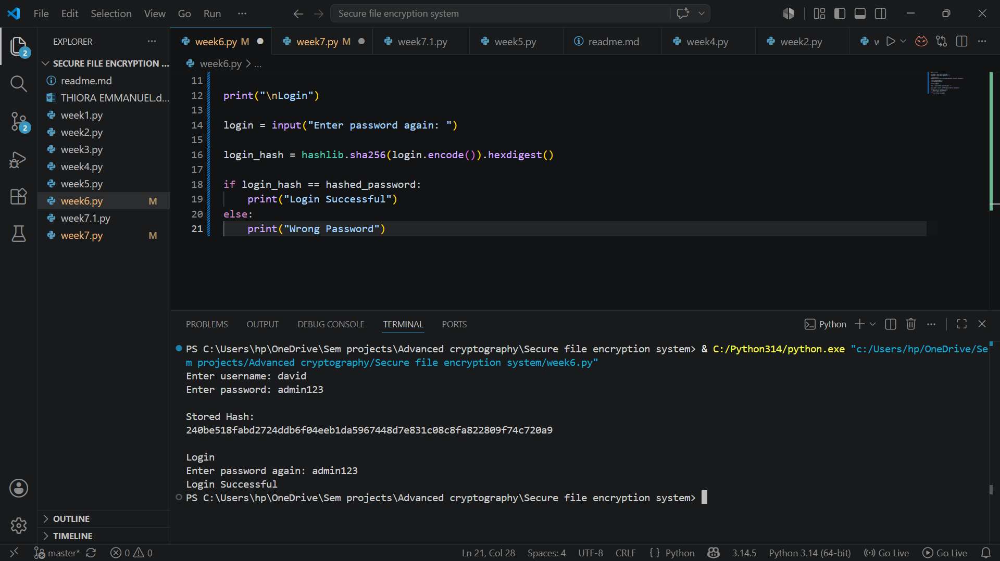 File Edit Selection View Go Run ···
Secure file encryption system
EXPLORER ···
week6.py M
week7.py M
week7.1.py
week5.py
readme.md
week4.py
week2.py
SECURE FILE ENCRYPTION ...
readme.md
THIORA EMMANUEL.d...
week1.py
week2.py
week3.py
week4.py
week5.py
week6.py M
week7.1.py
week7.py M
OUTLINE
TIMELINE
2
2
week6.py > ...
11
12 print("\nLogin")
13
14 login = input("Enter password again: ")
15
16 login_hash = hashlib.sha256(login.encode()).hexdigest()
17
18 if login_hash == hashed_password:
19 print("Login Successful")
20 else:
21 print("Wrong Password")
PROBLEMS OUTPUT DEBUG CONSOLE TERMINAL PORTS
Python
PS C:\Users\hp\OneDrive\Sem projects\Advanced cryptography\Secure file encryption system> & C:/Python314/python.exe "c:/Users/hp/OneDrive/Se
m projects/Advanced cryptography/Secure file encryption system/week6.py"
Enter username: david
Enter password: admin123
Stored Hash:
240be518fabd2724ddb6f04eeb1da5967448d7e831c08c8fa822809f74c720a9
Login
Enter password again: admin123
Login Successful
PS C:\Users\hp\OneDrive\Sem projects\Advanced cryptography\Secure file encryption system>
master* 0 0
Ln 21, Col 28 Spaces: 4 UTF-8 CRLF { } Python 3.14.5 Python 3.14 (64-bit) Go Live Go Live